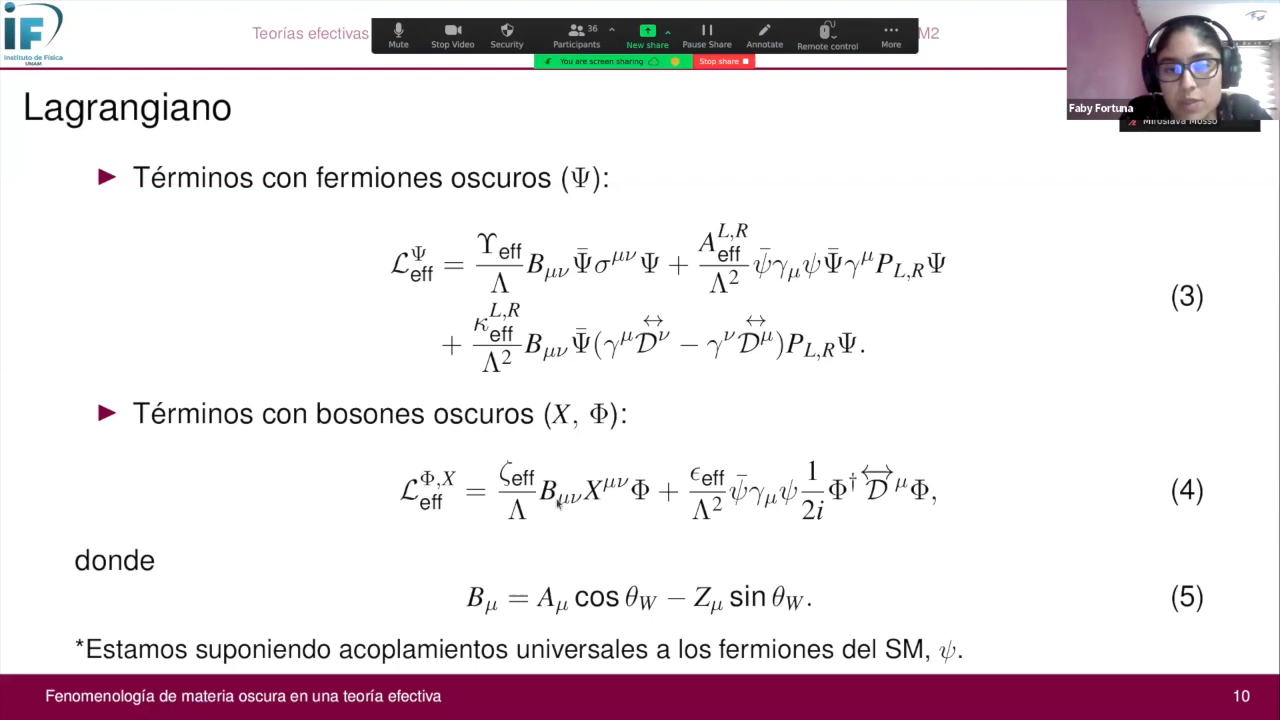 iF
Instituto de Física
UNAM
Teorías efectivas
SM2
Mute
Stop Video
Security
Participants
36
New share
Pause Share
Annotate
Remote control
More
You are screen sharing
Stop share
Faby Fortuna
Miroslava Mosso
Lagrangiano
▶ Términos con fermiones oscuros (Ψ):
ℒ_eff^Ψ = Υ_eff/Λ B_μν Ψ̄σ^μν Ψ + A_eff^{L,R}/Λ² ψ̄γ_μψΨ̄γ^μ P_{L,R}Ψ
+ κ_eff^{L,R}/Λ² B_μν Ψ̄(γ^μ 𝒟↔^ν − γ^ν 𝒟↔^μ)P_{L,R}Ψ.
(3)
▶ Términos con bosones oscuros (X, Φ):
ℒ_eff^{Φ,X} = ζ_eff/Λ B_μν X^μν Φ + ϵ_eff/Λ² ψ̄γ_μψ 1/2i Φ† 𝒟↔^μ Φ, (4)
donde
B_μ = A_μ cos θ_W − Z_μ sin θ_W. (5)
*Estamos suponiendo acoplamientos universales a los fermiones del SM, ψ.
Fenomenología de materia oscura en una teoría efectiva
10